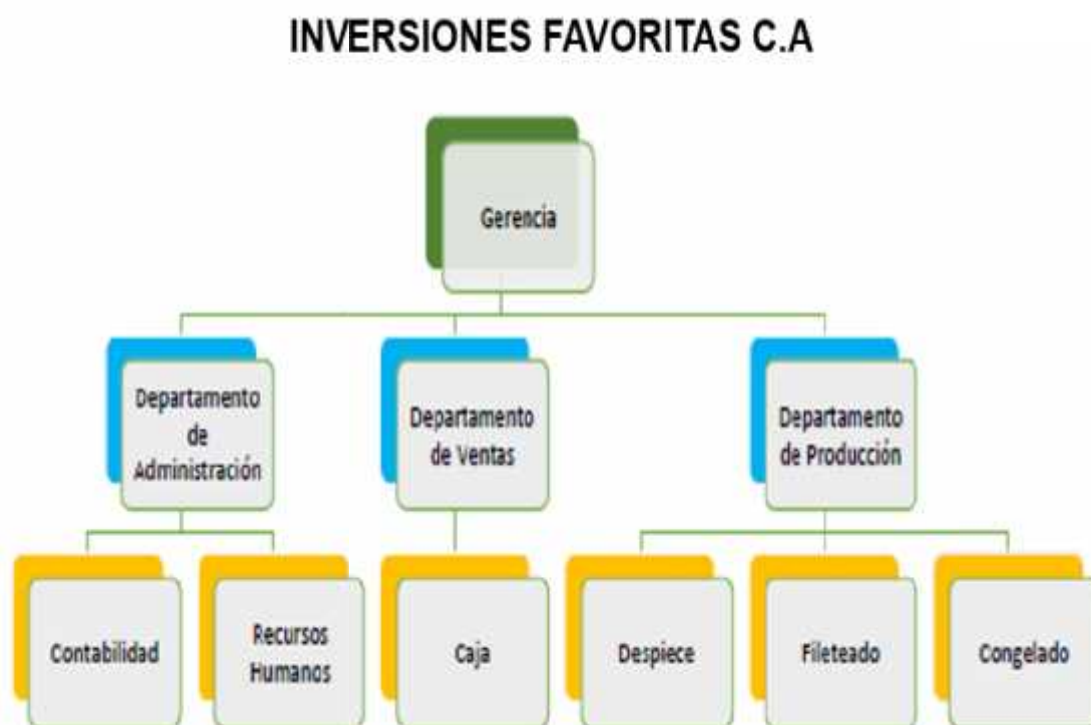 INVERSIONES FAVORITAS C.A
Gerencia
Departamento
de
Administración
Departamento
de Ventas
Departamento
de Producción
Contabilidad
Recursos
Humanos
Caja
Despiece
Fileteado
Congelado